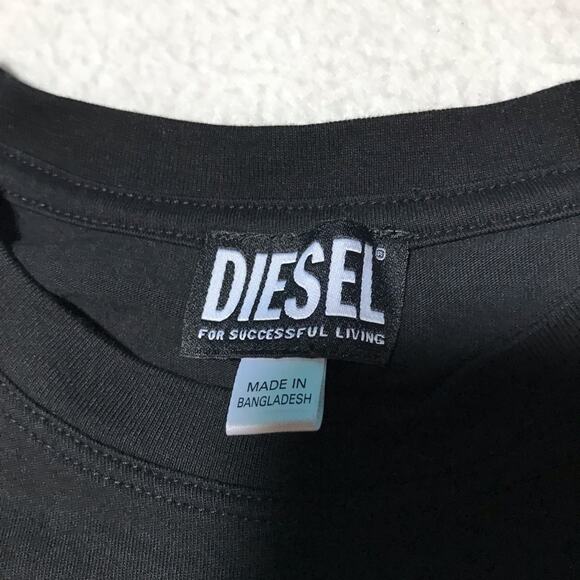 DIESEL®
FOR SUCCESSFUL LIVING
MADE IN
BANGLADESH